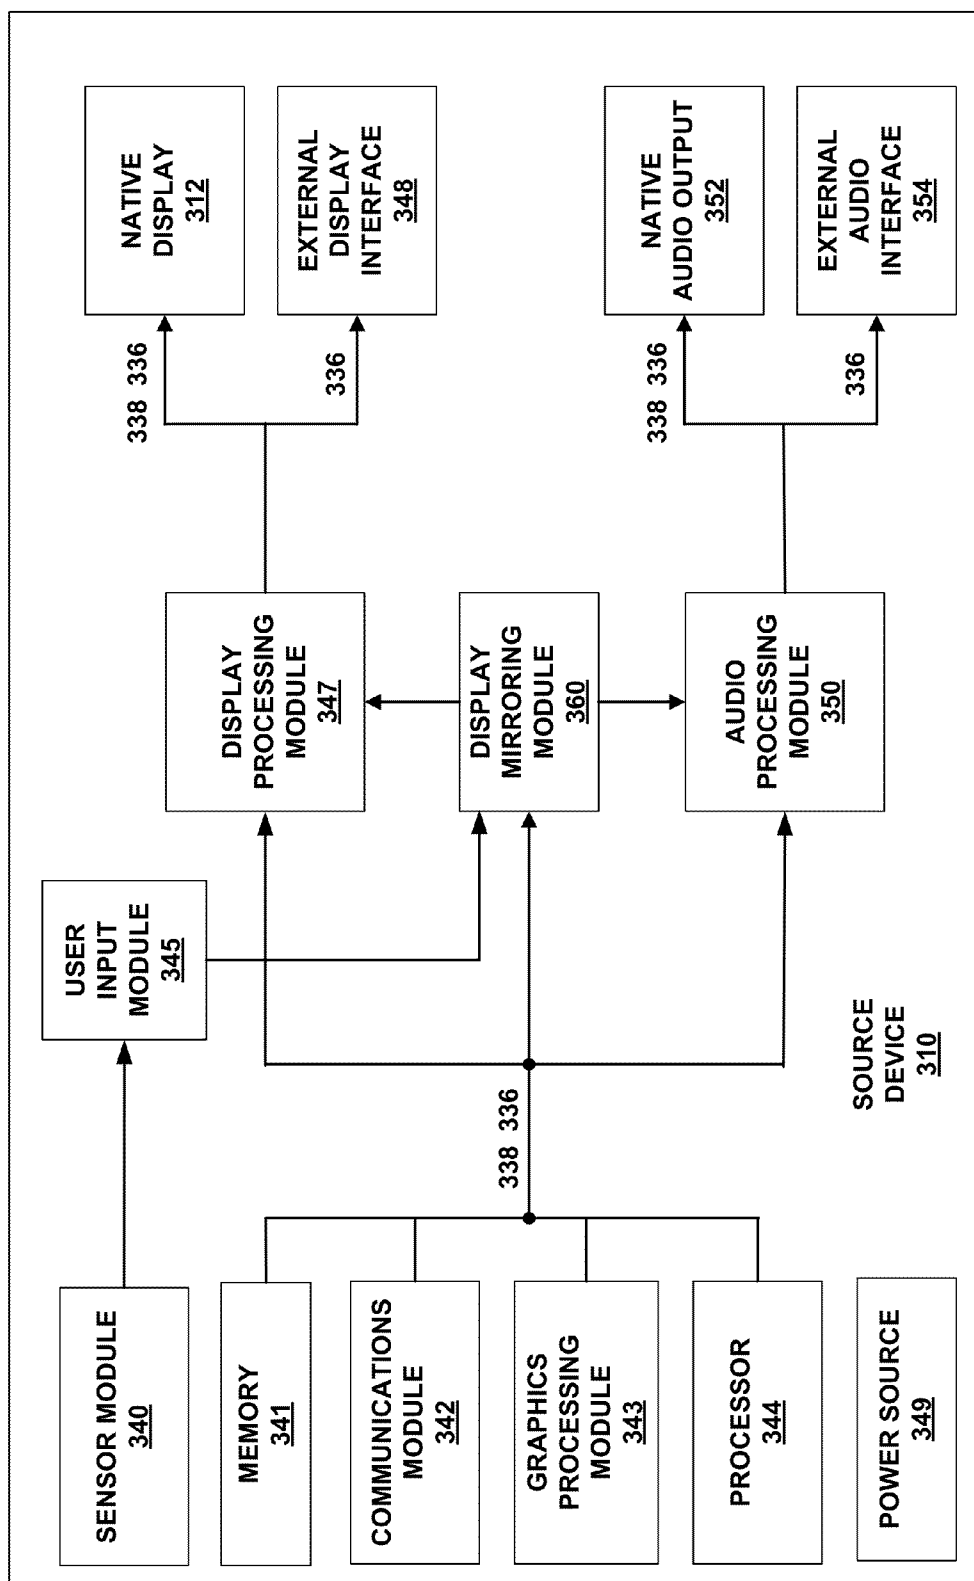 SENSOR MODULE
340
MEMORY
341
COMMUNICATIONS
MODULE
342
GRAPHICS
PROCESSING
MODULE
343
PROCESSOR
344
POWER SOURCE
349
338 336
USER
INPUT
MODULE
345
SOURCE
DEVICE
310
DISPLAY
PROCESSING
MODULE
347
DISPLAY
MIRRORING
MODULE
360
AUDIO
PROCESSING
MODULE
350
338 336
336
338 336
336
NATIVE
DISPLAY
312
EXTERNAL
DISPLAY
INTERFACE
348
NATIVE
AUDIO OUTPUT
352
EXTERNAL
AUDIO
INTERFACE
354